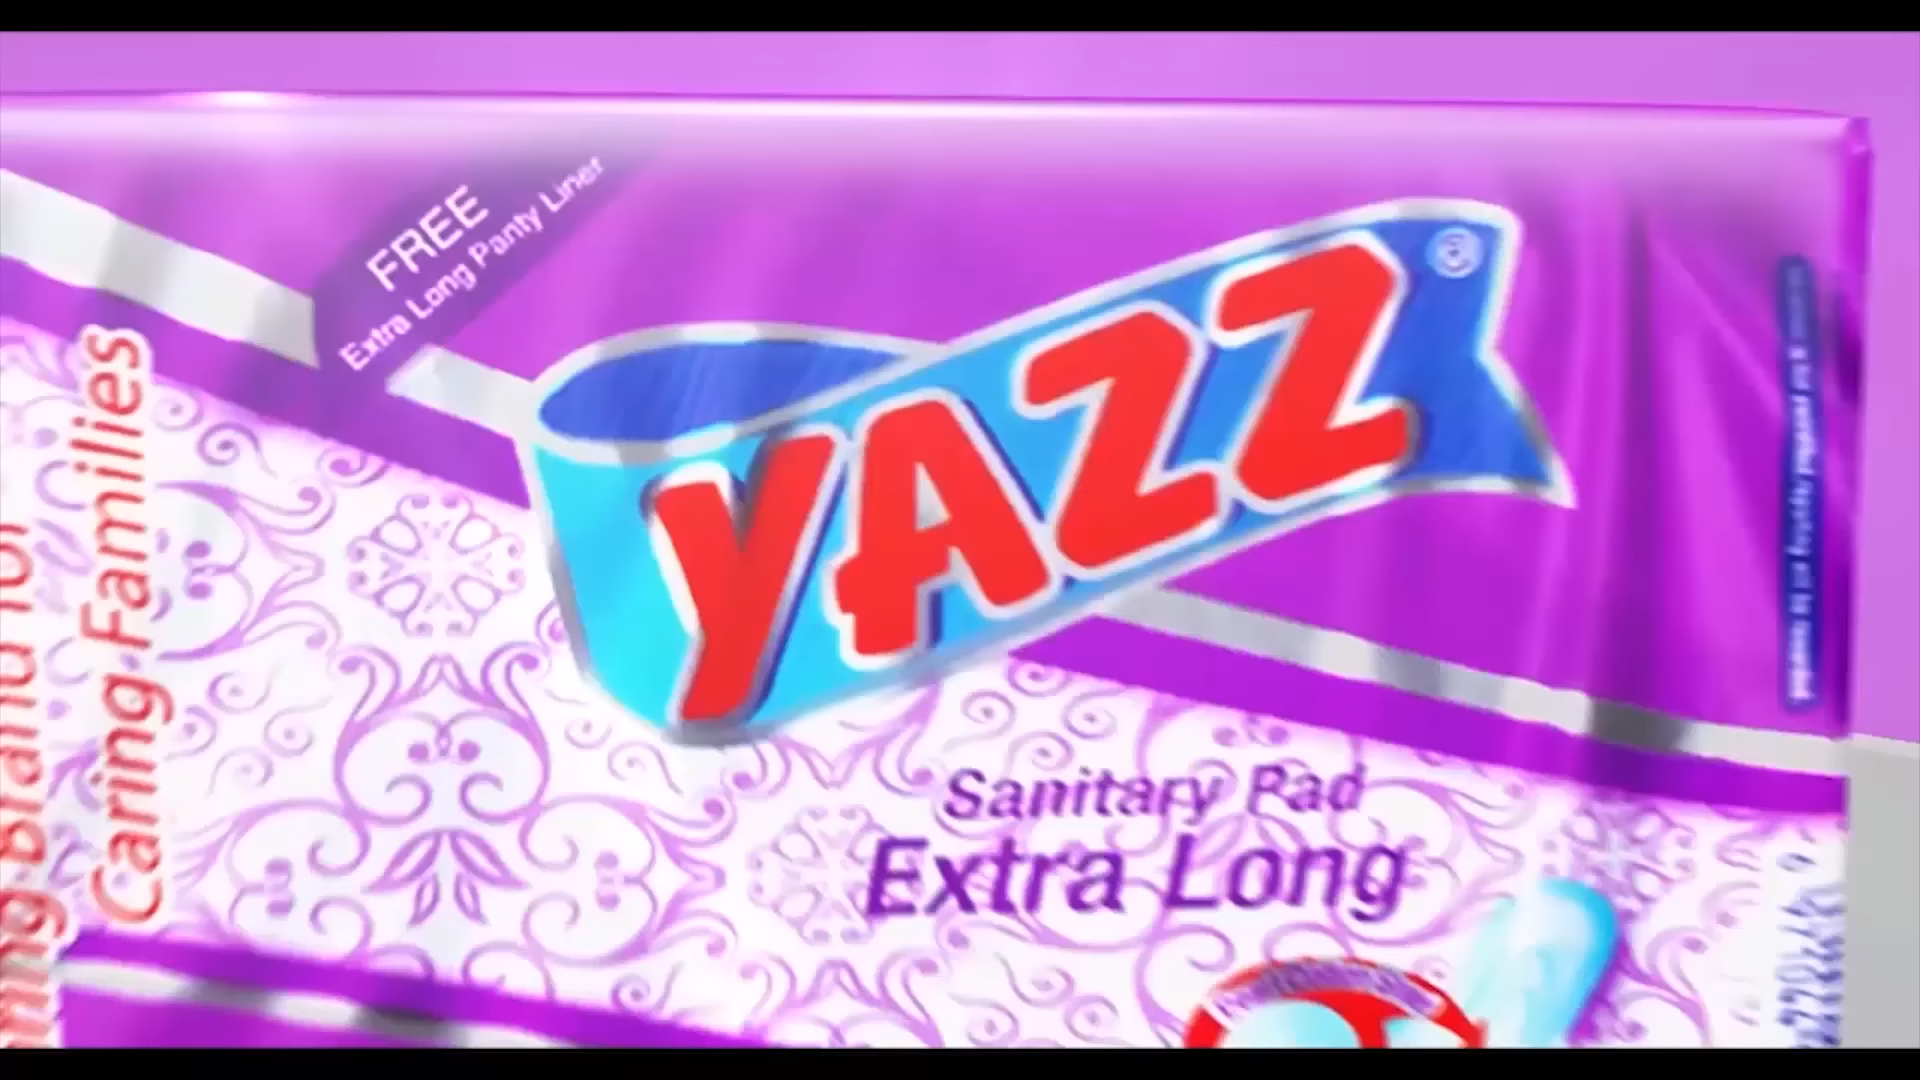 FREE
Extra Long Panty Liner
YAZZ
®
Sanitary Pad
Extra Long
Caring Families